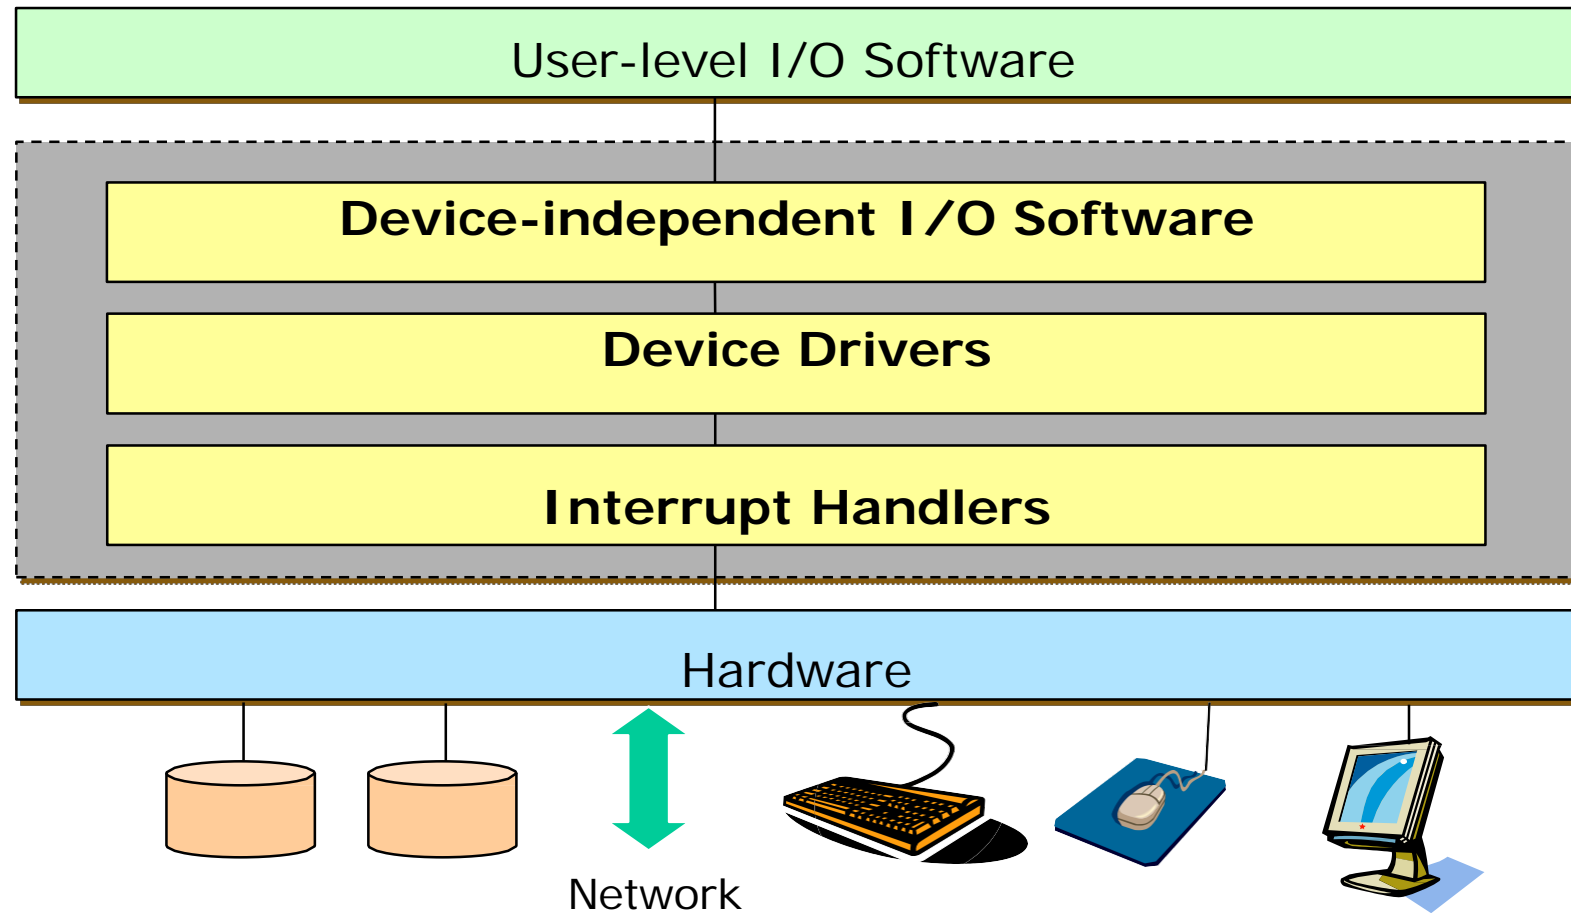 User-level I/O Software
Device-independent I/O Software
Device Drivers
Interrupt Handlers
Hardware
Network